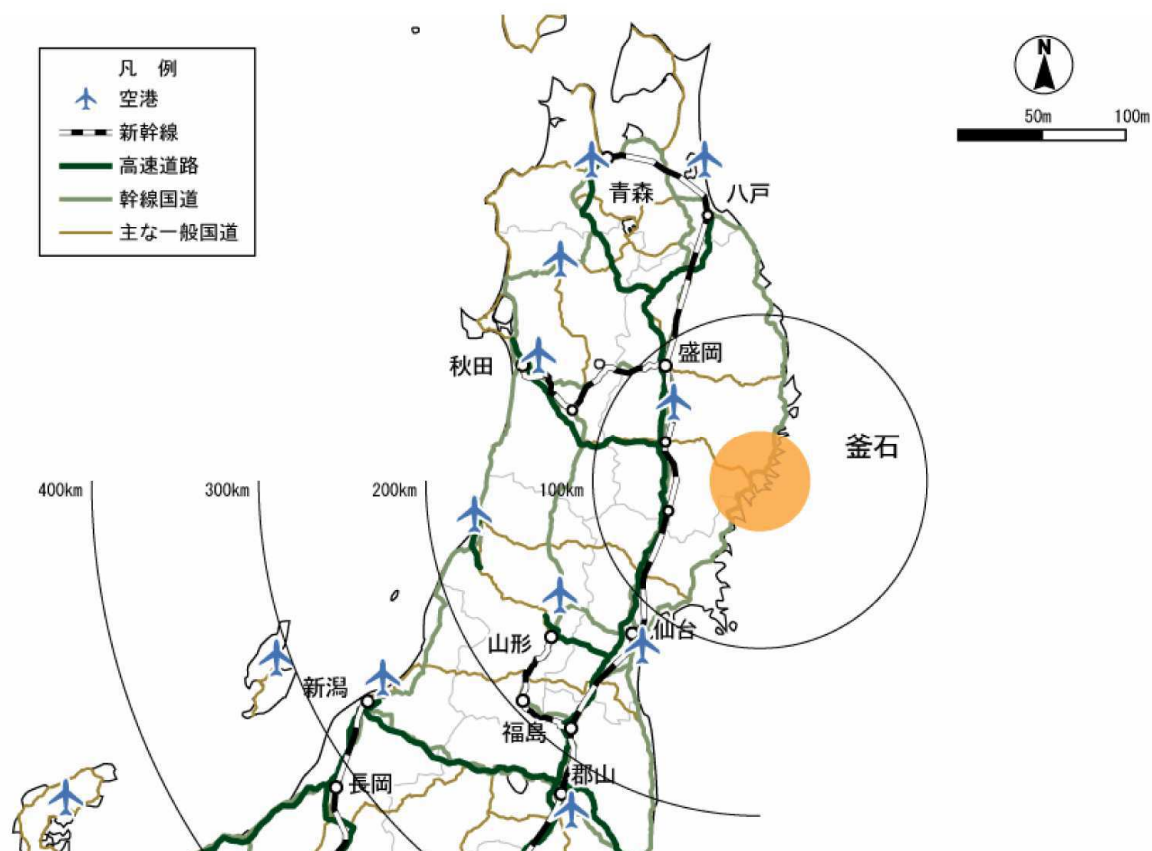 凡 例
空港
新幹線
高速道路
幹線国道
主な一般国道
N
50m
100m
青森
八戸
秋田
盛岡
釜石
400km
300km
200km
100km
山形
仙台
新潟
福島
長岡
郡山